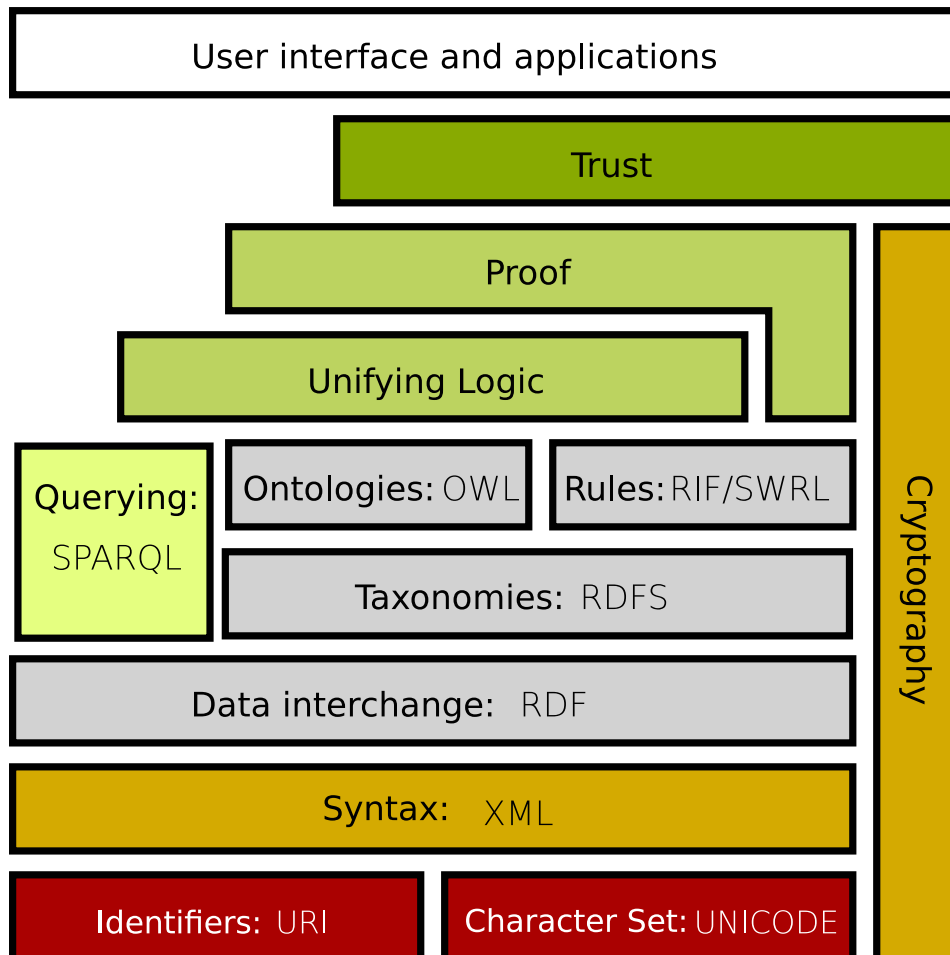 User interface and applications
Trust
Proof
Unifying Logic
Querying:
SPARQL
Ontologies: OWL
Rules: RIF/SWRL
Taxonomies: RDFS
Cryptography
Data interchange: RDF
Syntax: XML
Identifiers: URI
Character Set: UNICODE